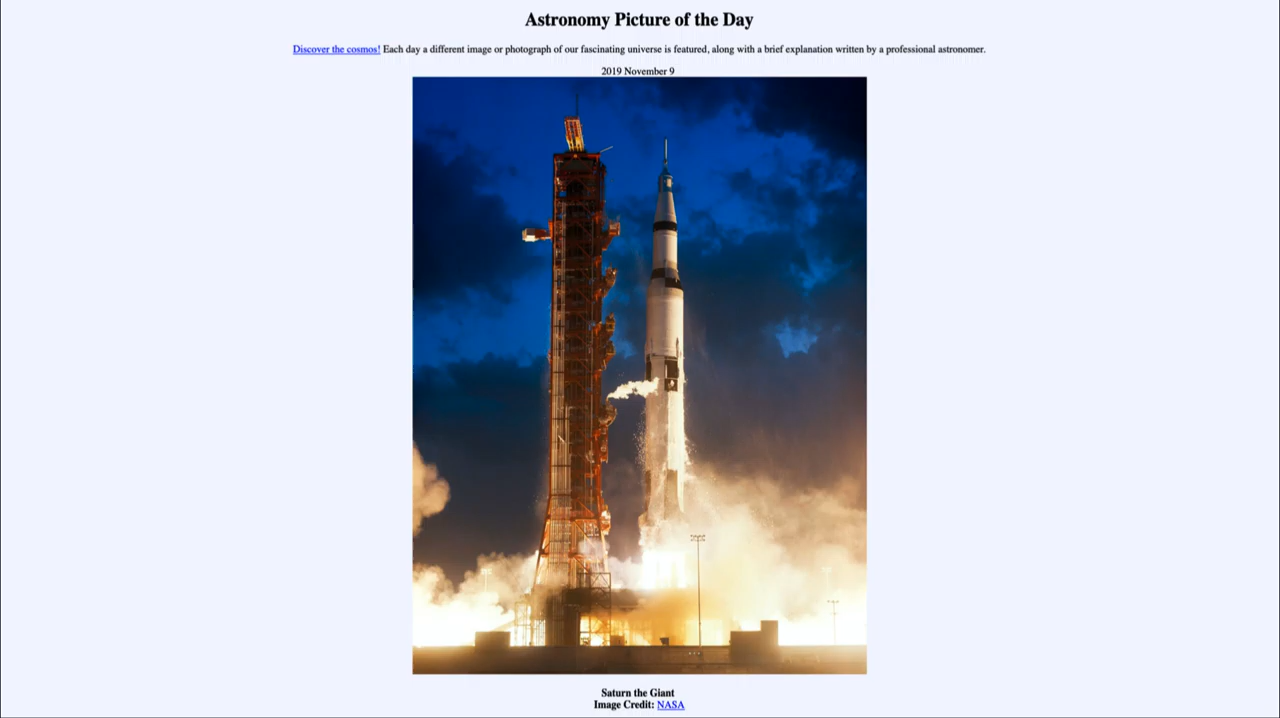 Astronomy Picture of the Day
Discover the cosmos! Each day a different image or photograph of our fascinating universe is featured, along with a brief explanation written by a professional astronomer.
2019 November 9
Saturn the Giant
Image Credit: NASA